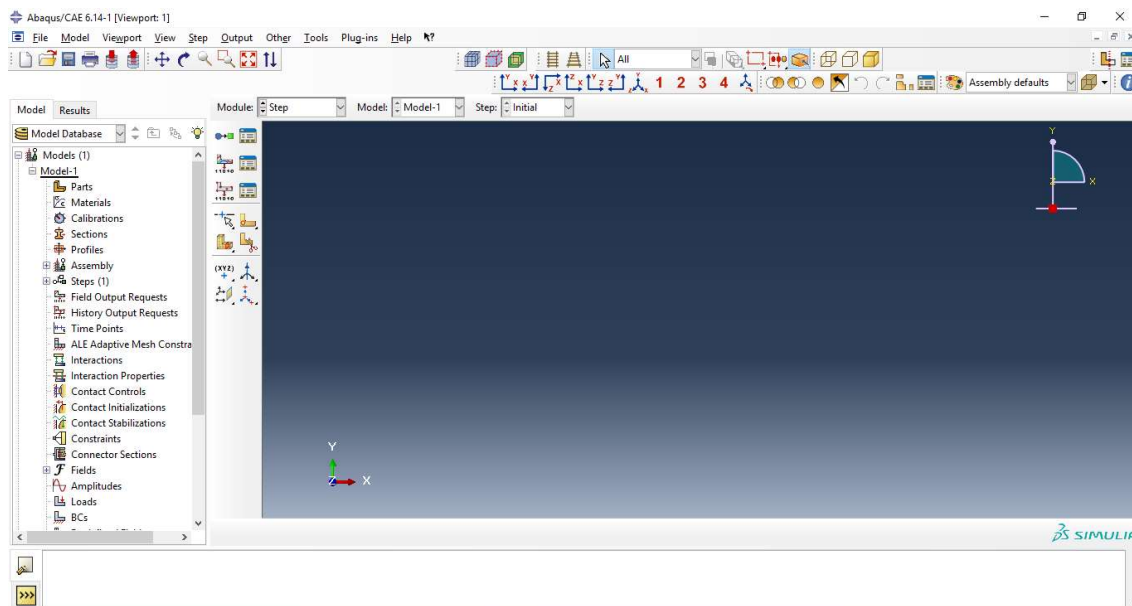 Abaqus/CAE 6.14-1 [Viewport: 1]
File Model Viewport View Step Output Other Tools Plug-ins Help
All
1 2 3 4 Assembly defaults
Model Results Module: Step Model: Model-1 Step: Initial
Model Database
Models (1)
Model-1
Parts
Materials
Calibrations
Sections
Profiles
Assembly
Steps (1)
Field Output Requests
History Output Requests
Time Points
ALE Adaptive Mesh Constra
Interactions
Interaction Properties
Contact Controls
Contact Initializations
Contact Stabilizations
Constraints
Connector Sections
Fields
Amplitudes
Loads
BCs
(XYZ)
Y
Z X
Y
Z X
SIMULIA
>>>